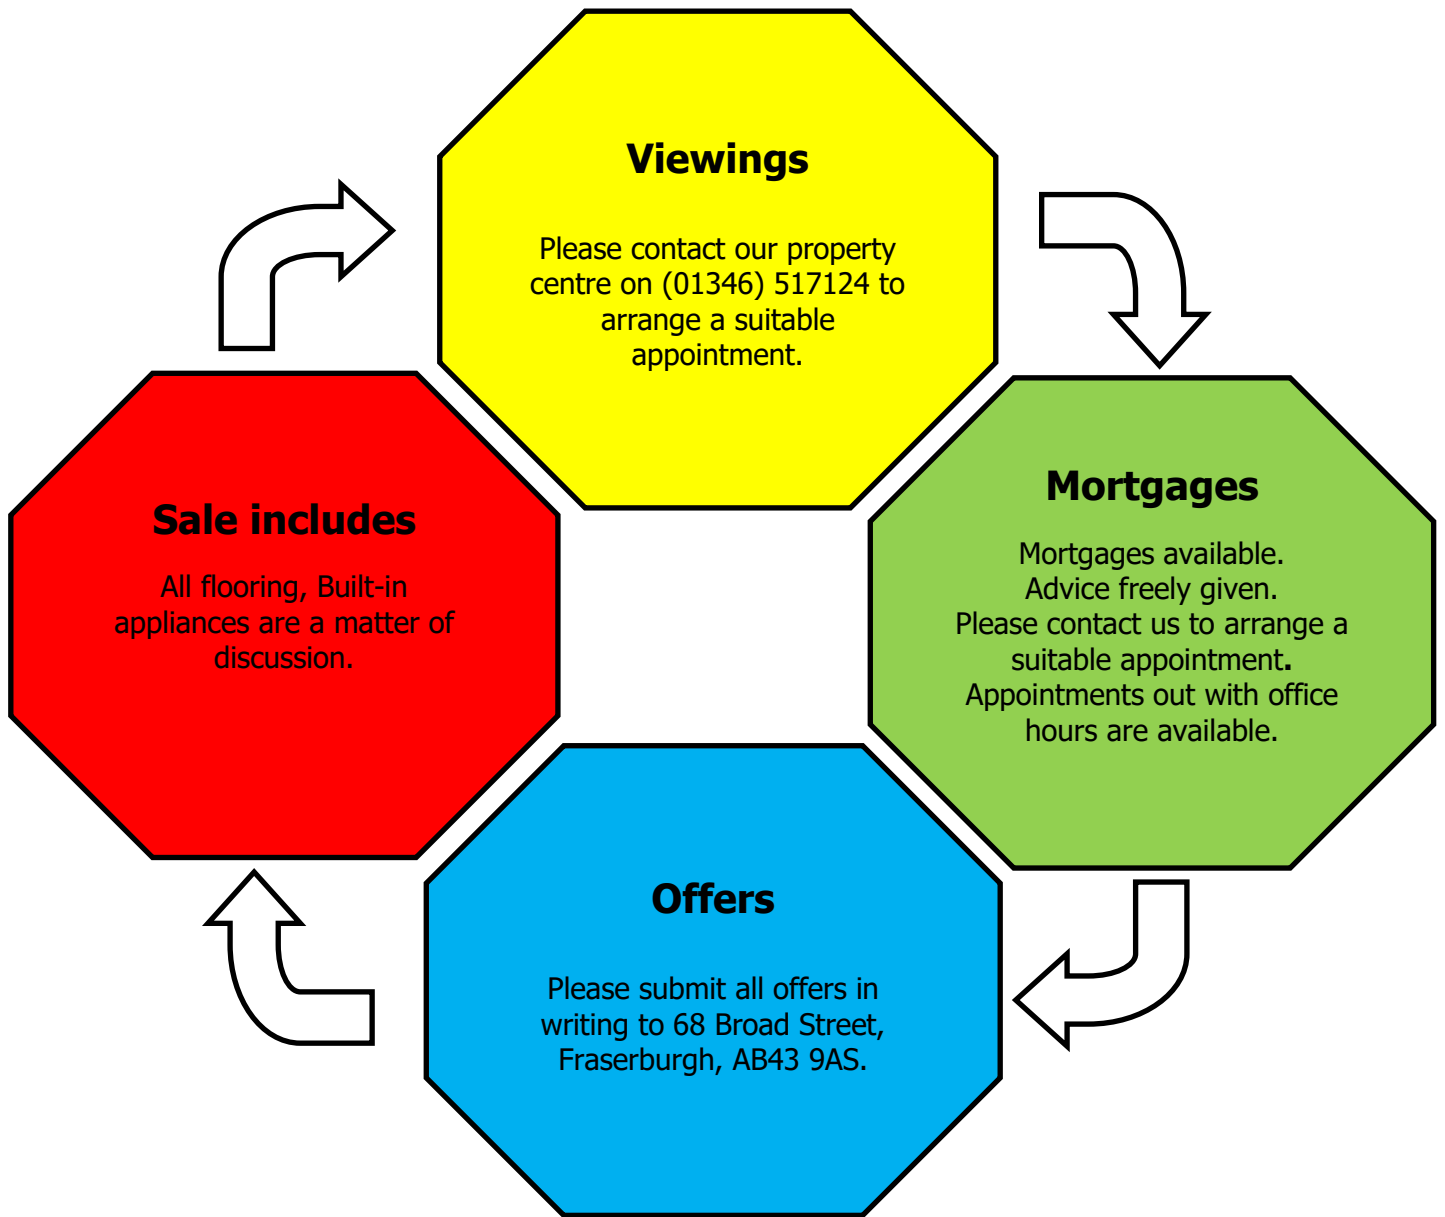 Viewings
Please contact our property
centre on (01346) 517124 to
arrange a suitable
appointment.
Mortgages
Mortgages available.
Advice freely given.
Please contact us to arrange a
suitable appointment.
Appointments out with office
hours are available.
Offers
Please submit all offers in
writing to 68 Broad Street,
Fraserburgh, AB43 9AS.
Sale includes
All flooring, Built-in
appliances are a matter of
discussion.